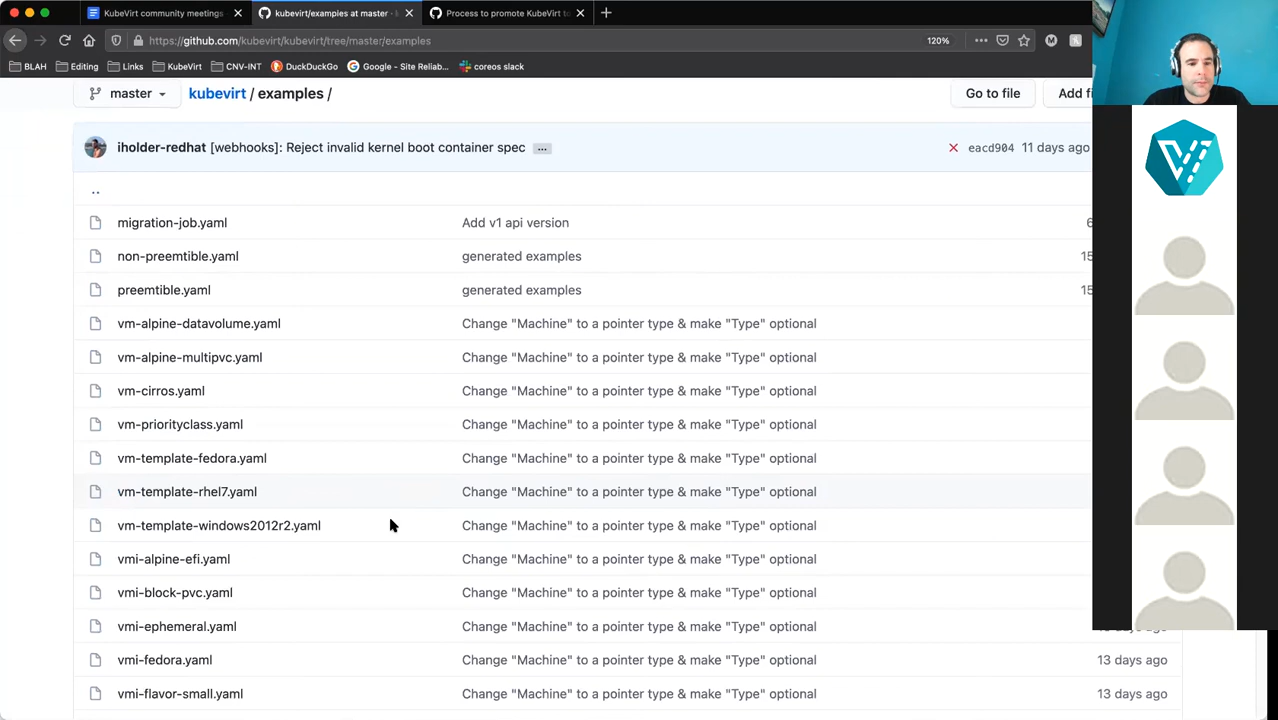 KubeVirt community meetings
kubevirt/examples at master ·
Process to promote KubeVirt to
https://github.com/kubevirt/kubevirt/tree/master/examples
120%
BLAH
Editing
Links
KubeVirt
CNV-INT
DuckDuckGo
Google - Site Reliab...
coreos slack
master
kubevirt / examples /
Go to file
Add fi
iholder-redhat [webhooks]: Reject invalid kernel boot container spec ...
eacd904 11 days ago
..
migration-job.yaml Add v1 api version 6
non-preemtible.yaml generated examples 15
preemtible.yaml generated examples 15
vm-alpine-datavolume.yaml Change "Machine" to a pointer type & make "Type" optional
vm-alpine-multipvc.yaml Change "Machine" to a pointer type & make "Type" optional
vm-cirros.yaml Change "Machine" to a pointer type & make "Type" optional
vm-priorityclass.yaml Change "Machine" to a pointer type & make "Type" optional
vm-template-fedora.yaml Change "Machine" to a pointer type & make "Type" optional
vm-template-rhel7.yaml Change "Machine" to a pointer type & make "Type" optional
vm-template-windows2012r2.yaml Change "Machine" to a pointer type & make "Type" optional
vmi-alpine-efi.yaml Change "Machine" to a pointer type & make "Type" optional
vmi-block-pvc.yaml Change "Machine" to a pointer type & make "Type" optional
vmi-ephemeral.yaml Change "Machine" to a pointer type & make "Type" optional days ago
vmi-fedora.yaml Change "Machine" to a pointer type & make "Type" optional 13 days ago
vmi-flavor-small.yaml Change "Machine" to a pointer type & make "Type" optional 13 days ago